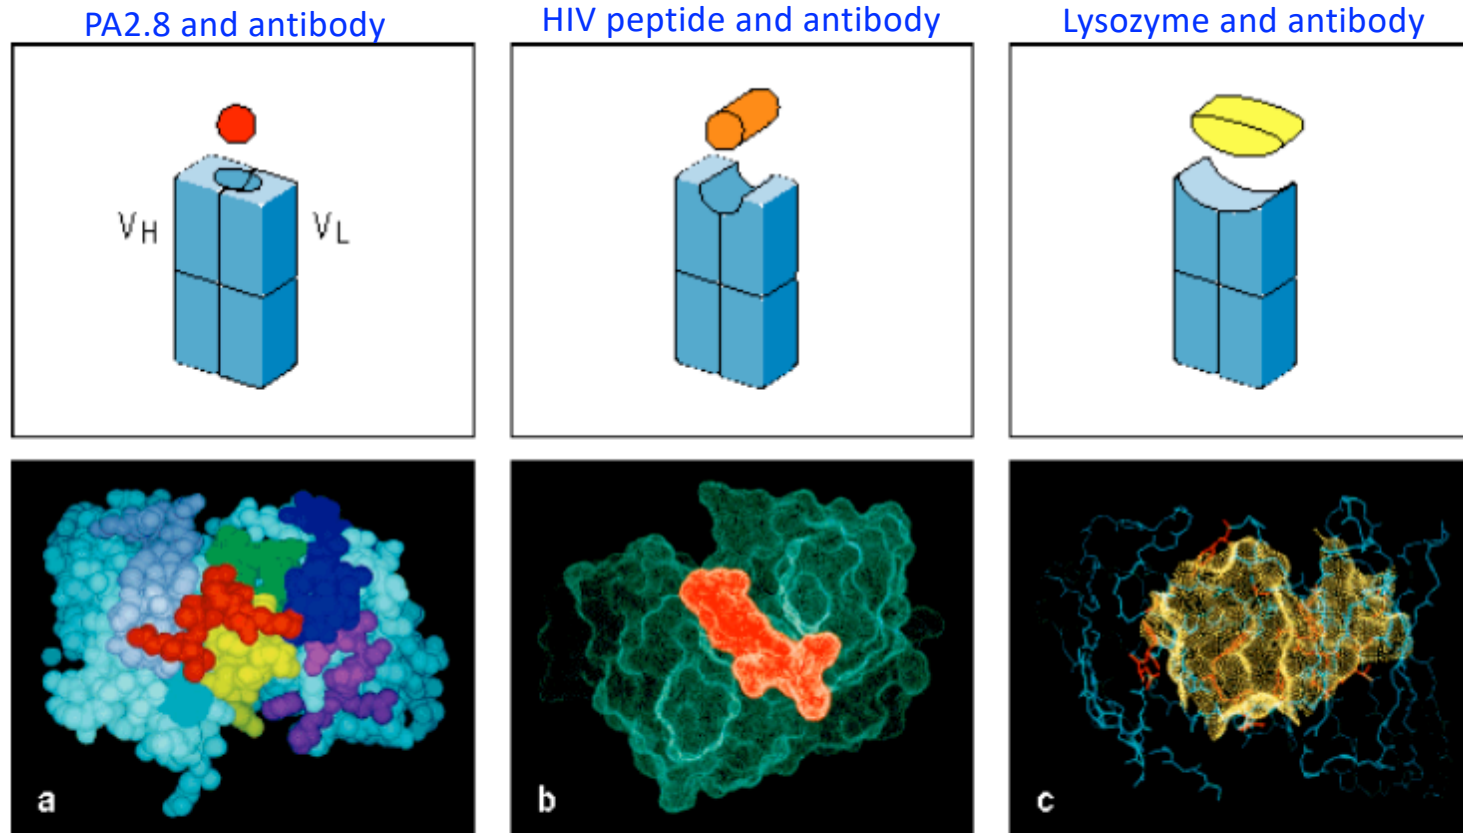 PA2.8 and antibody
HIV peptide and antibody
Lysozyme and antibody
VH
VL
a
b
c